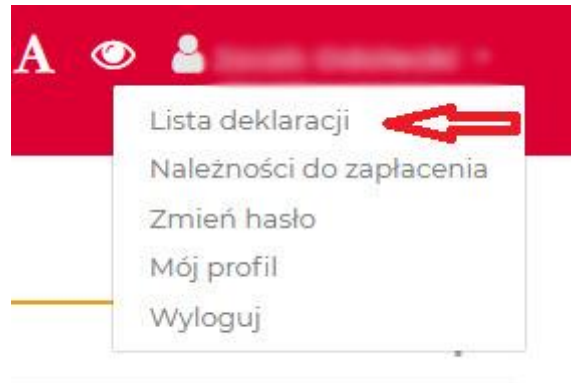 A
Lista deklaracji
Należności do zapłacenia
Zmień hasło
Mój profil
Wyloguj